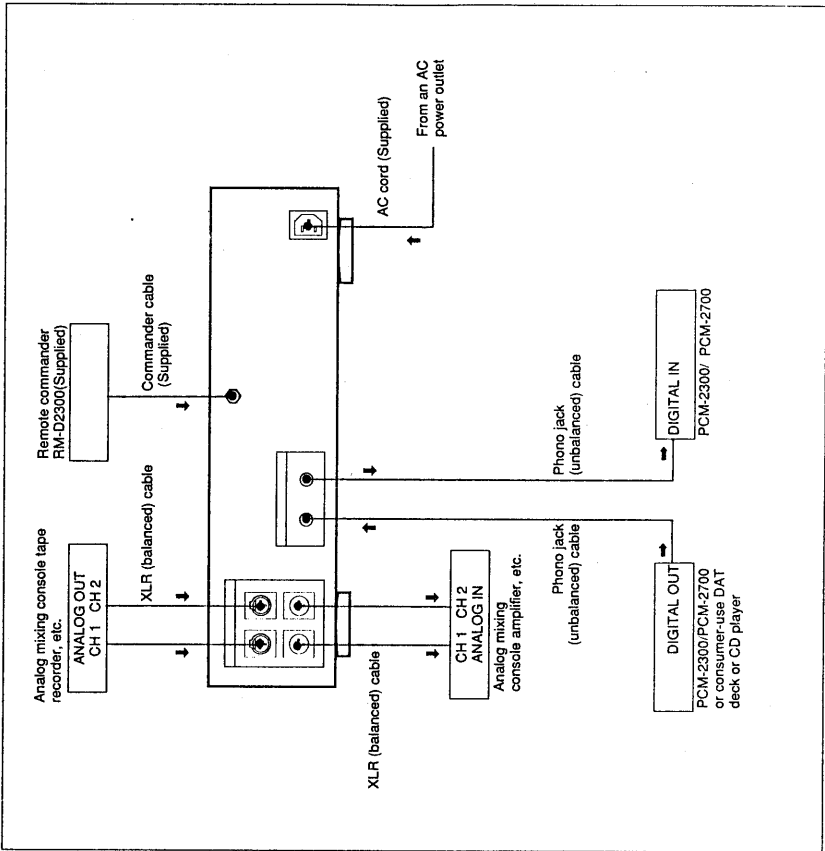 Analog mixing console tape
recorder, etc.
ANALOG OUT
CH 1 CH 2
XLR (balanced) cable
Remote commander
RM-D2300(Supplied)
Commander cable
(Supplied)
AC cord (Supplied)
From an AC
power outlet
XLR (balanced) cable
CH 1 CH 2
ANALOG IN
Analog mixing
console amplifier, etc.
Phono jack
(unbalanced) cable
Phono jack
(unbalanced) cable
DIGITAL OUT
PCM-2300/PCM-2700
or consumer-use DAT
deck or CD player
DIGITAL IN
PCM-2300/ PCM-2700